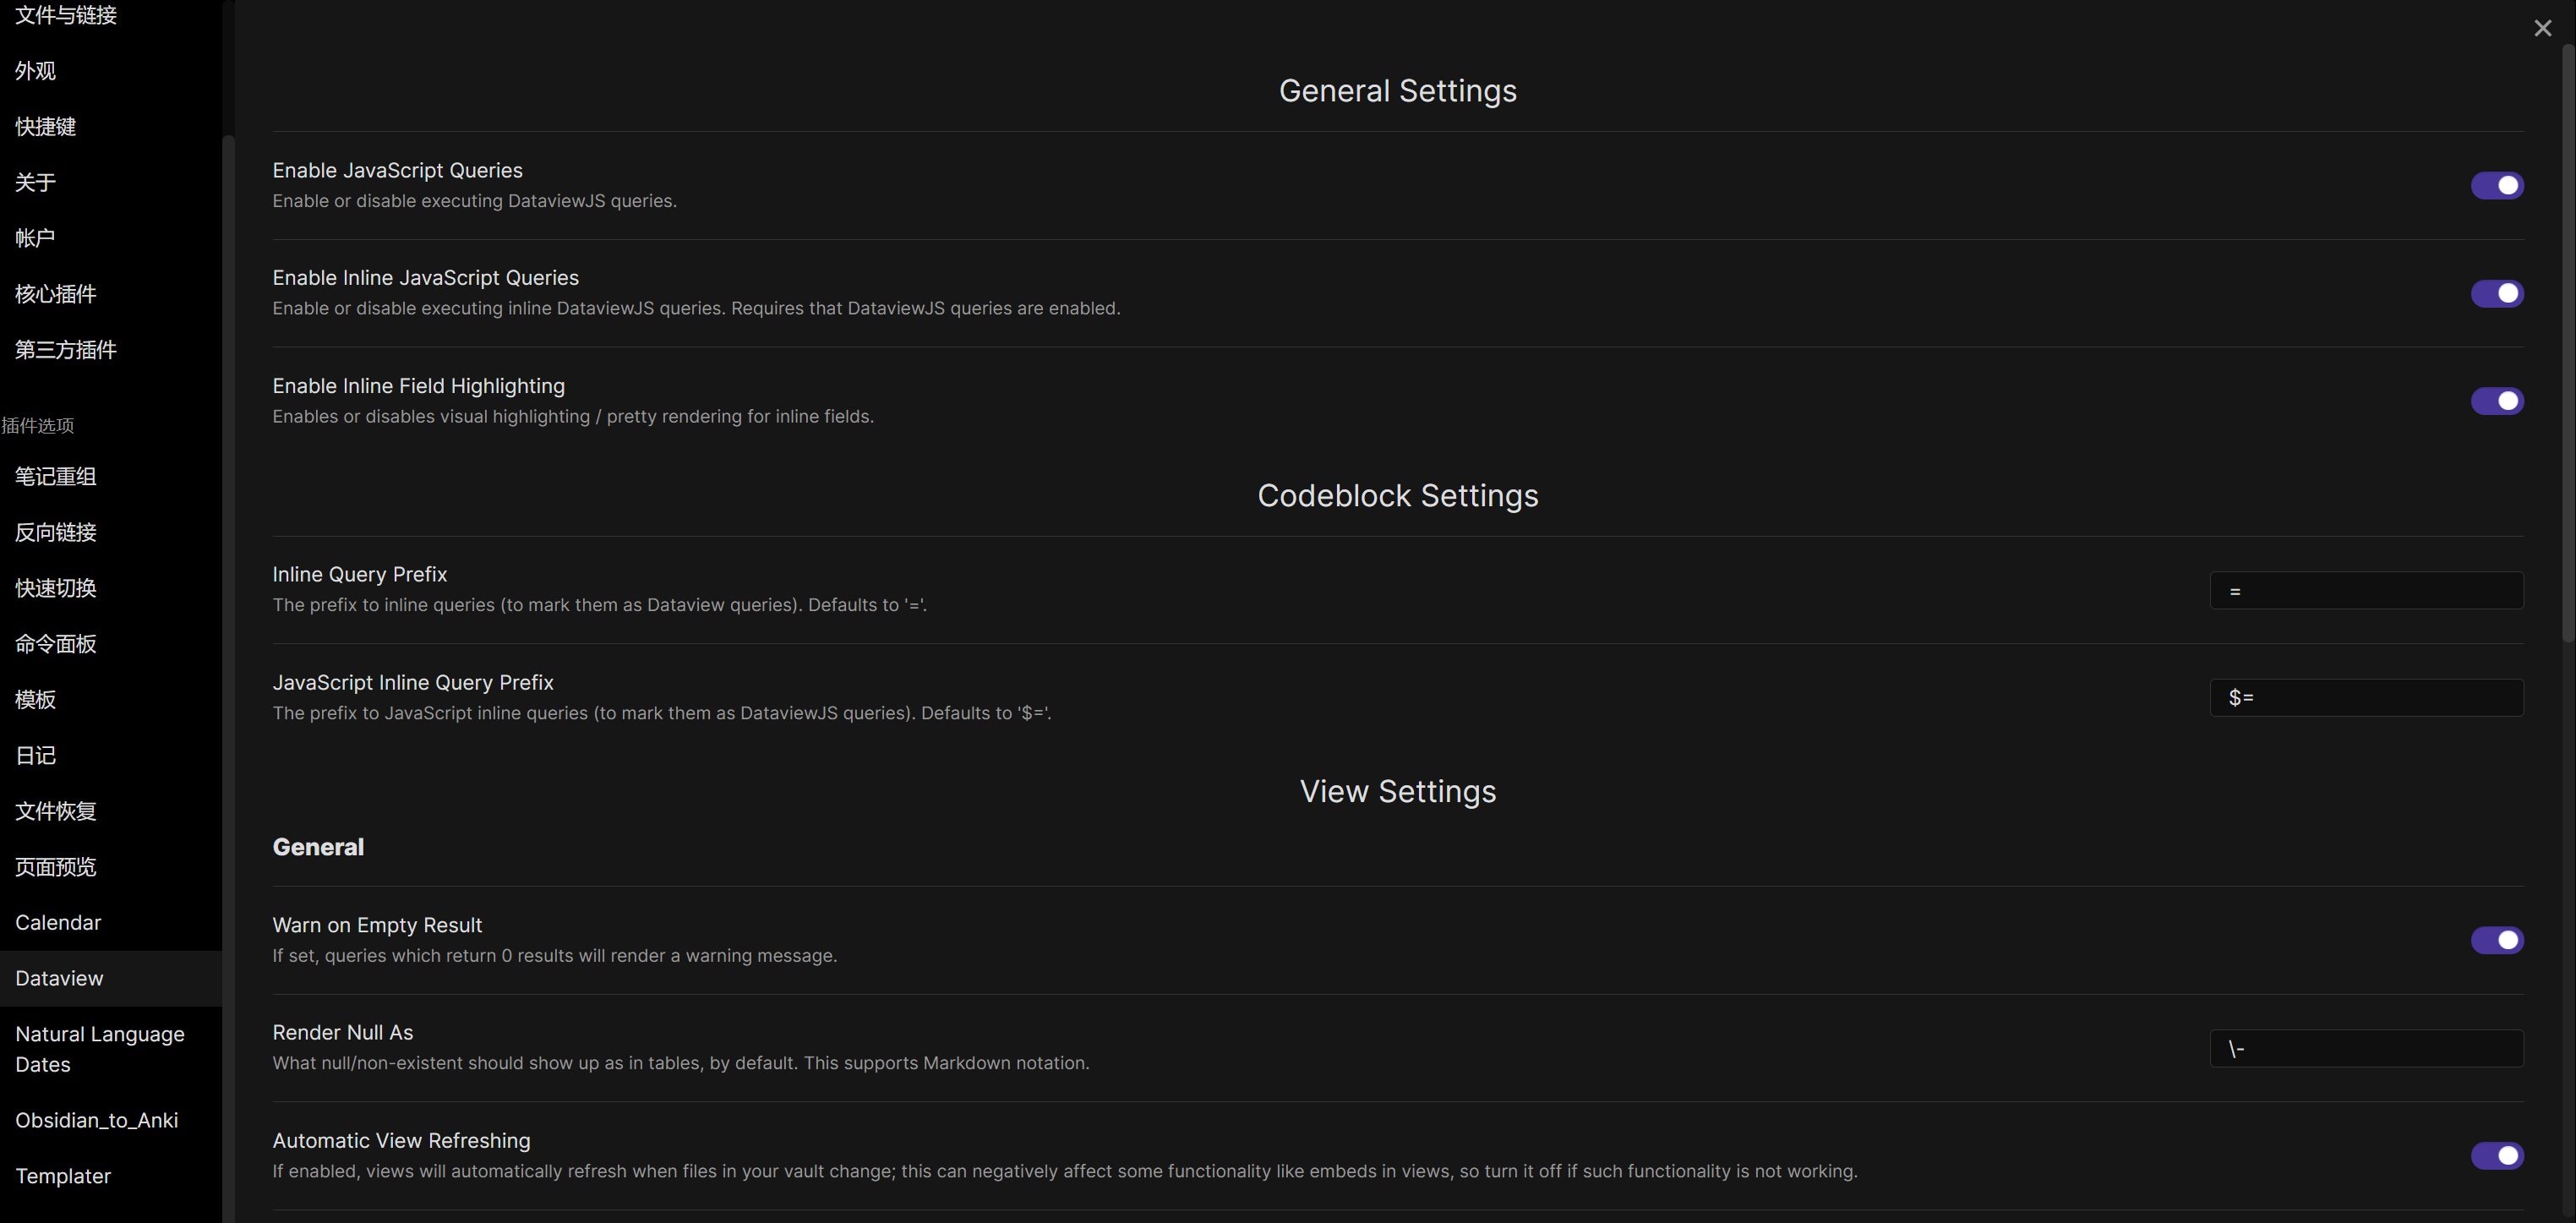 文件与链接
外观
快捷键
关于
帐户
核心插件
第三方插件
插件选项
笔记重组
反向链接
快速切换
命令面板
模板
日记
文件恢复
页面预览
Calendar
Dataview
Natural Language
Dates
Obsidian_to_Anki
Templater
General Settings
Enable JavaScript Queries
Enable or disable executing DataviewJS queries.
Enable Inline JavaScript Queries
Enable or disable executing inline DataviewJS queries. Requires that DataviewJS queries are enabled.
Enable Inline Field Highlighting
Enables or disables visual highlighting / pretty rendering for inline fields.
Codeblock Settings
Inline Query Prefix
The prefix to inline queries (to mark them as Dataview queries). Defaults to '='.
=
JavaScript Inline Query Prefix
The prefix to JavaScript inline queries (to mark them as DataviewJS queries). Defaults to '$='.
$=
View Settings
General
Warn on Empty Result
If set, queries which return 0 results will render a warning message.
Render Null As
What null/non-existent should show up as in tables, by default. This supports Markdown notation.
\-
Automatic View Refreshing
If enabled, views will automatically refresh when files in your vault change; this can negatively affect some functionality like embeds in views, so turn it off if such functionality is not working.